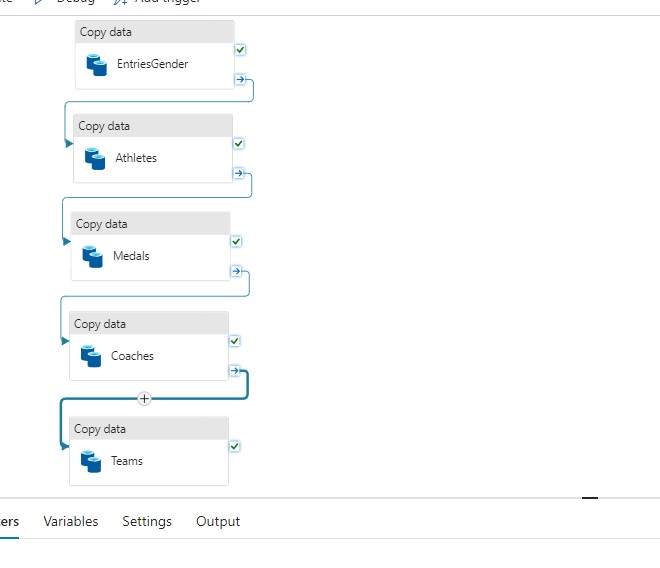 Debug
Add trigger
Copy data
EntriesGender
Copy data
Athletes
Copy data
Medals
Copy data
Coaches
Copy data
Teams
ers
Variables
Settings
Output